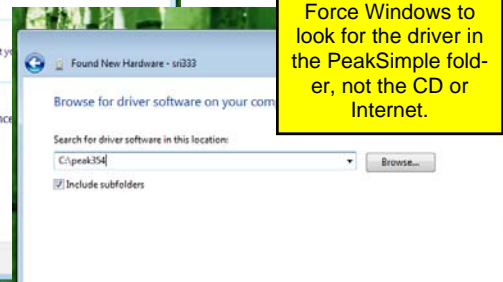 Force Windows to
look for the driver in
the PeakSimple fold-
er, not the CD or
Internet.
Found New Hardware - sri333
Browse for driver software on your com
Search for driver software in this location:
C:\peak354
Browse...
Include subfolders